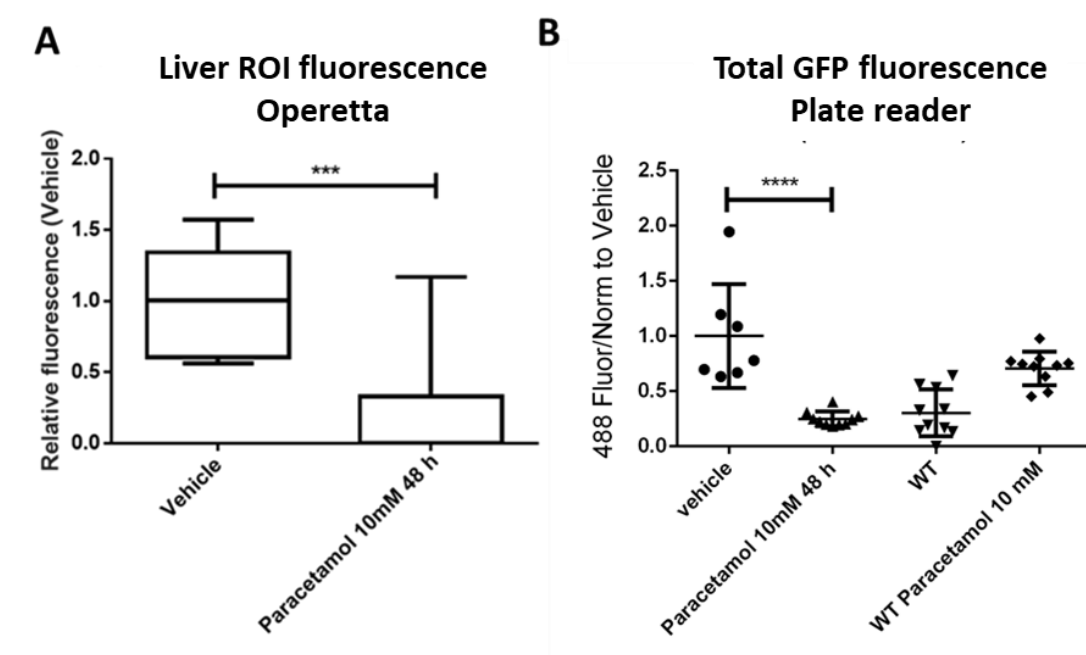 A
Liver ROI fluorescence
Operetta
Relative fluorescence (Vehicle)
2.0
1.5
1.0
0.5
0.0
***
Vehicle
Paracetamol 10mM 48 h
B
Total GFP fluorescence
Plate reader
488 Fluor/Norm to Vehicle
2.5
2.0
1.5
1.0
0.5
0.0
****
vehicle
Paracetamol 10mM 48 h
WT
WT Paracetamol 10 mM